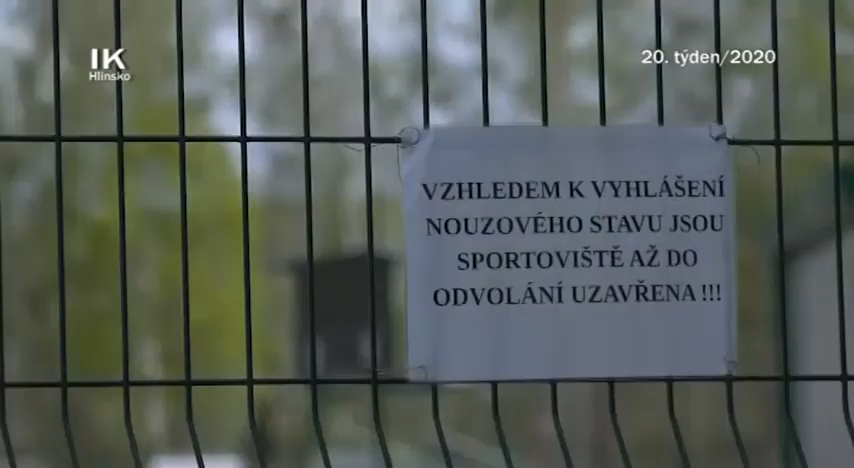 IK
Hlinsko
20. týden/2020
VZHLEDEM K VYHLÁŠENÍ
NOUZOVÉHO STAVU JSOU
SPORTOVIŠTĚ AŽ DO
ODVOLÁNÍ UZAVŘENA !!!